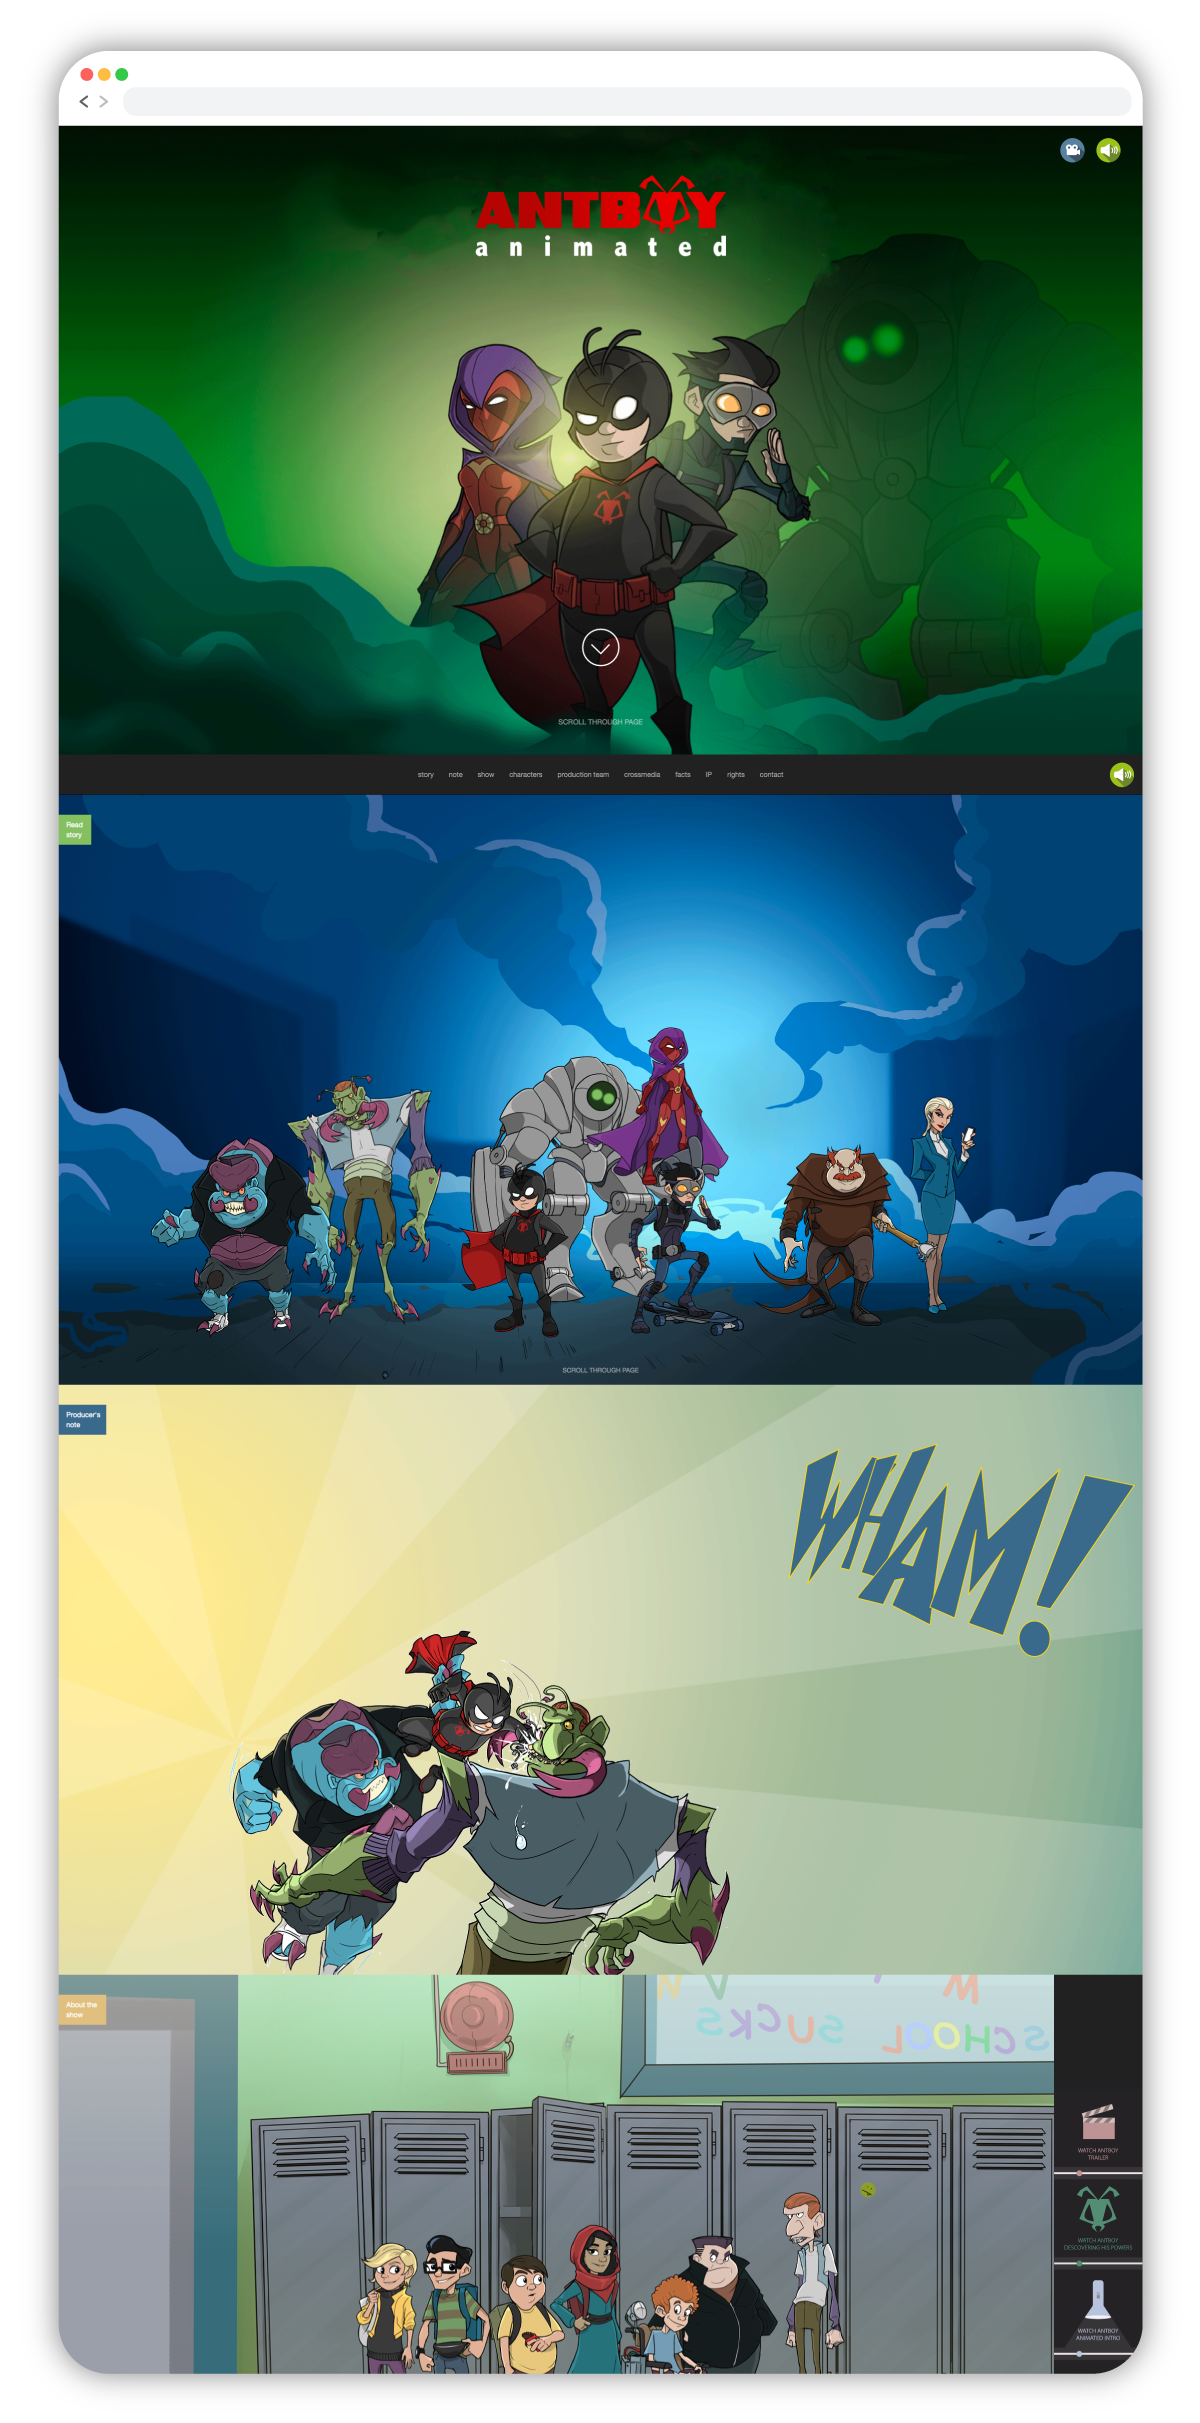 ANTBOY
animated
SCROLL THROUGH PAGE
story note show characters production team crossmedia facts IP rights contact
Read
story
SCROLL THROUGH PAGE
Producer's
note
WHAM!
About the
show
SCHOOL SUCKS
WATCH ANTBOY
TRAILER
WATCH ANTBOY
DESCOVERING HIS POWERS
WATCH ANTBOY
ANIMATED INTRO